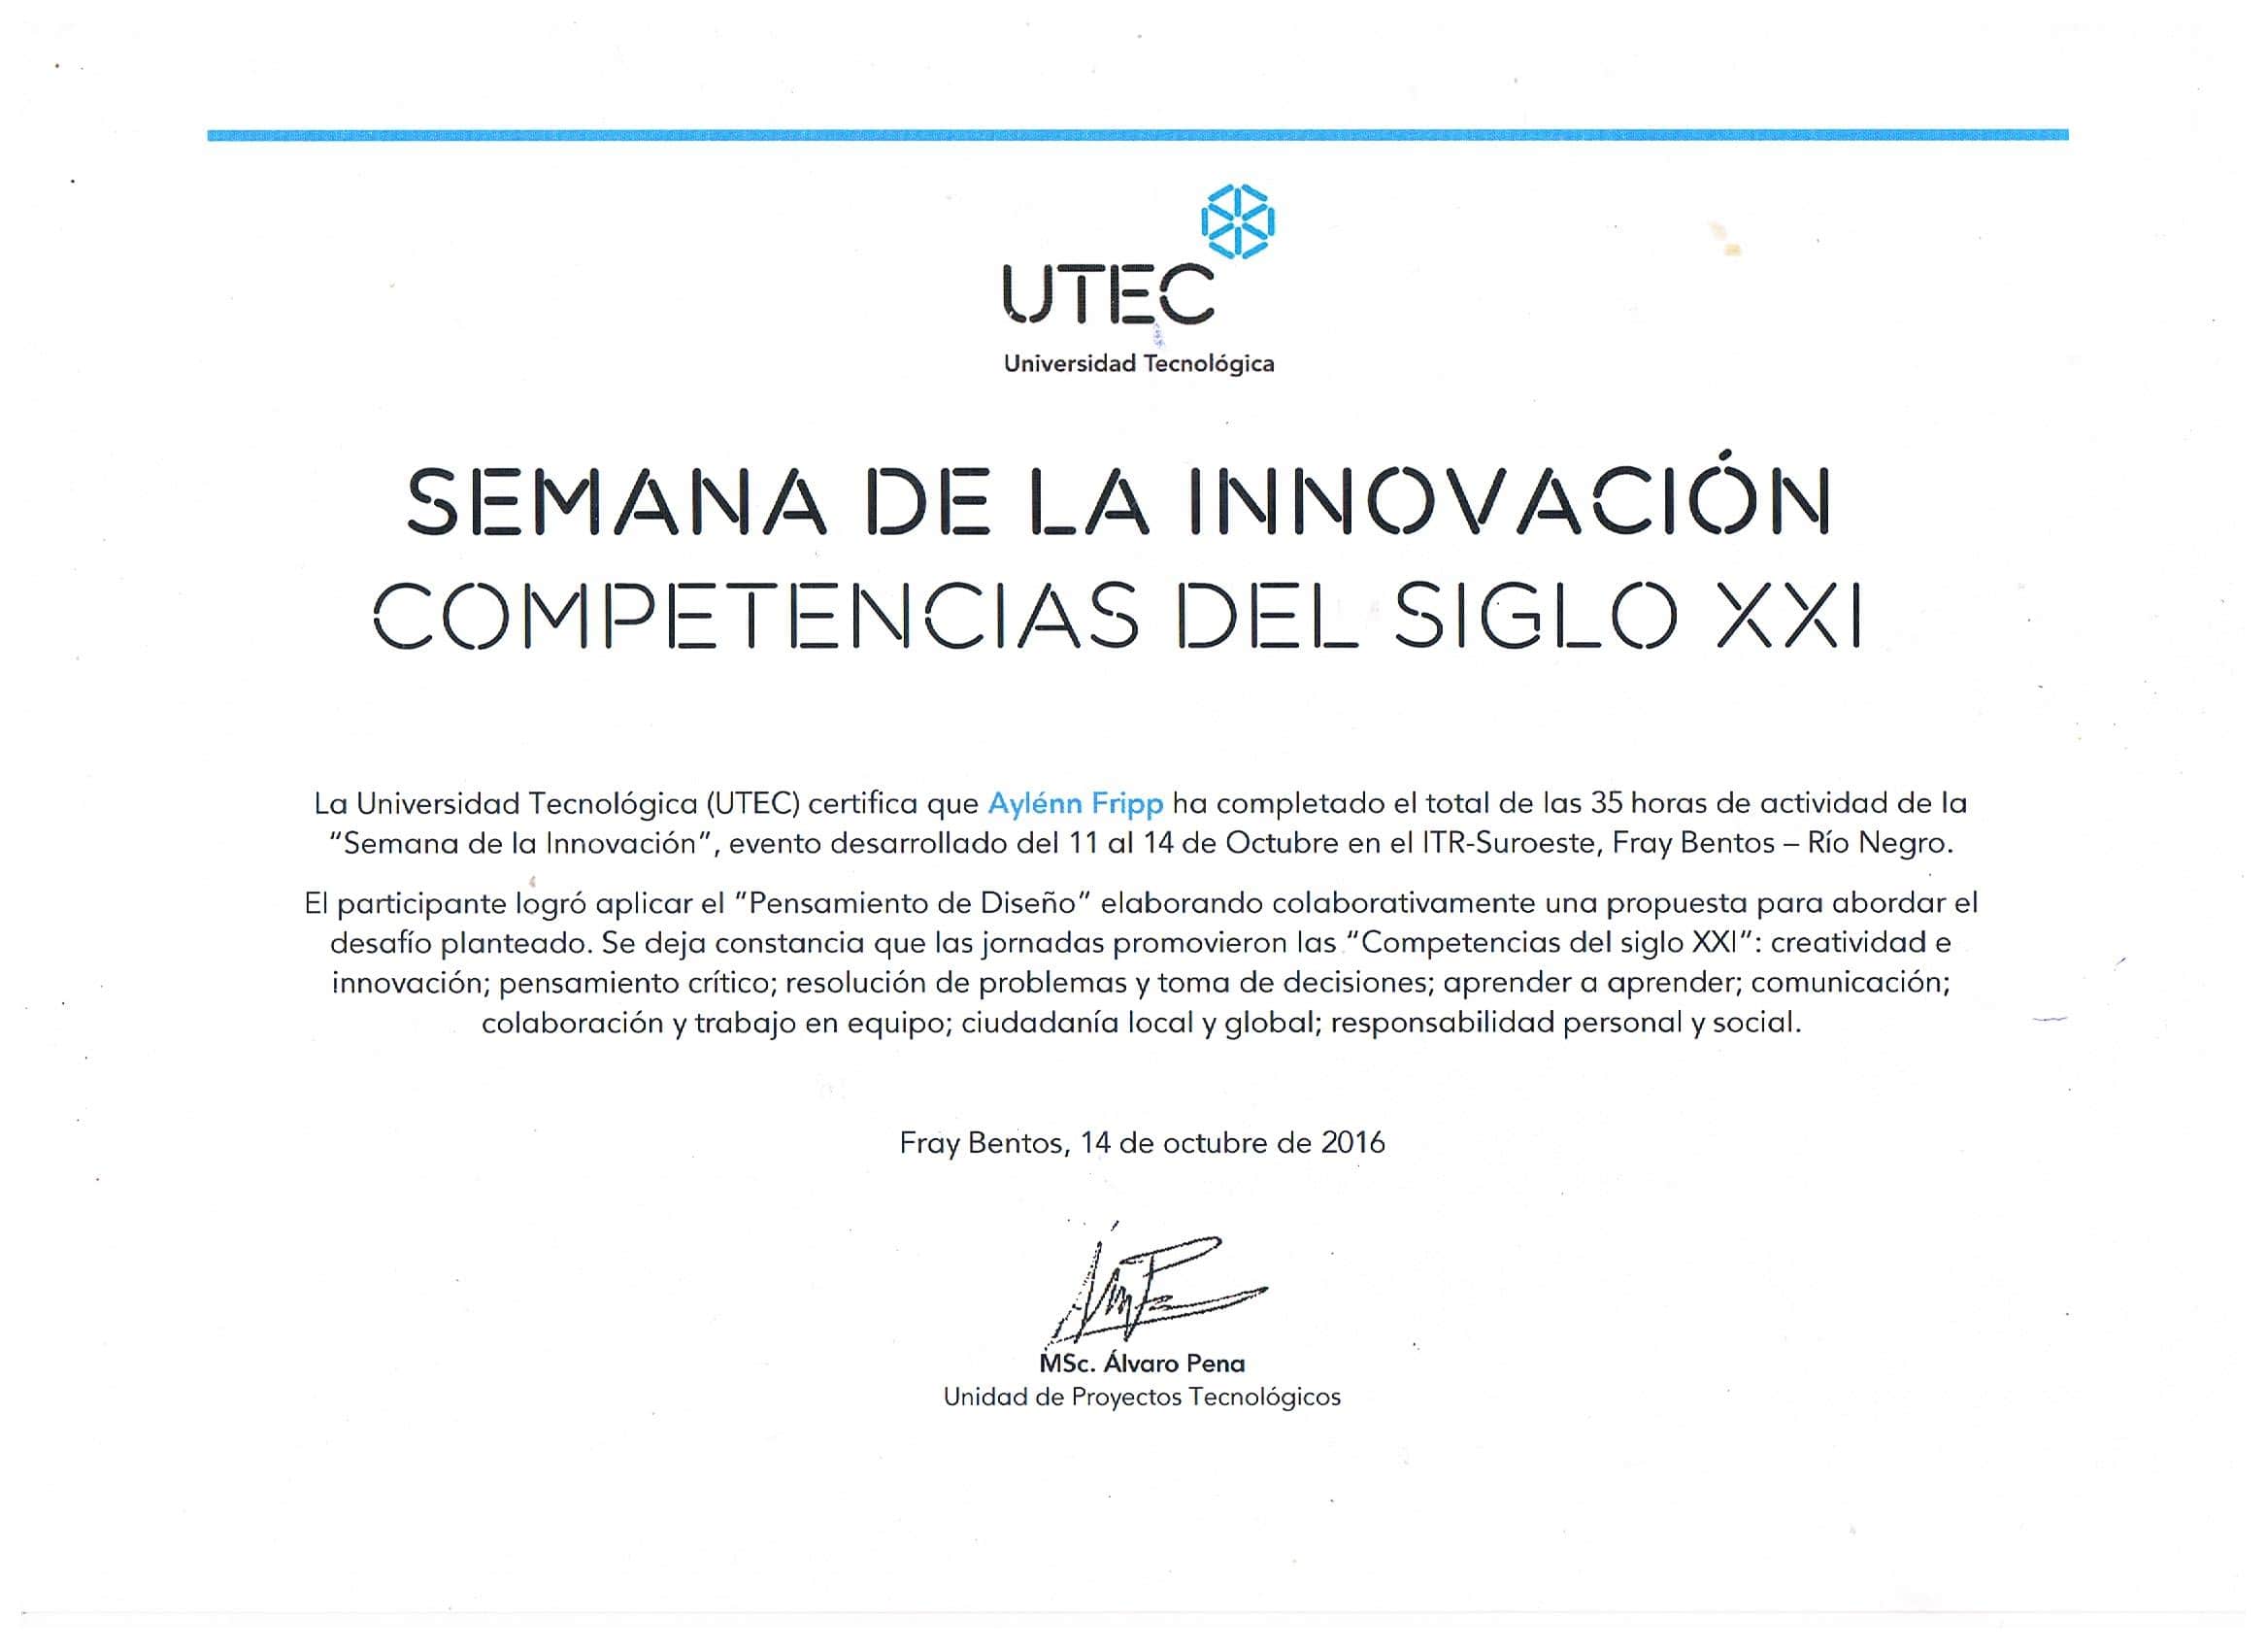 UTEC
Universidad Tecnológica
SEMANA DE LA INNOVACIÓN
COMPETENCIAS DEL SIGLO XXI
La Universidad Tecnológica (UTEC) certifica que Aylénn Fripp ha completado el total de las 35 horas de actividad de la
“Semana de la Innovación”, evento desarrollado del 11 al 14 de Octubre en el ITR-Suroeste, Fray Bentos – Río Negro.
El participante logró aplicar el “Pensamiento de Diseño” elaborando colaborativamente una propuesta para abordar el
desafío planteado. Se deja constancia que las jornadas promovieron las “Competencias del siglo XXI”: creatividad e
innovación; pensamiento crítico; resolución de problemas y toma de decisiones; aprender a aprender; comunicación;
colaboración y trabajo en equipo; ciudadanía local y global; responsabilidad personal y social.
Fray Bentos, 14 de octubre de 2016
MSc. Álvaro Pena
Unidad de Proyectos Tecnológicos